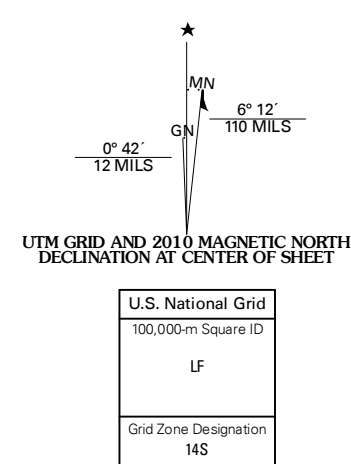 ★
MN
6° 12´
110 MILS
GN
0° 42´
12 MILS
UTM GRID AND 2010 MAGNETIC NORTH
DECLINATION AT CENTER OF SHEET
U.S. National Grid
100,000-m Square ID
LF
Grid Zone Designation
14S